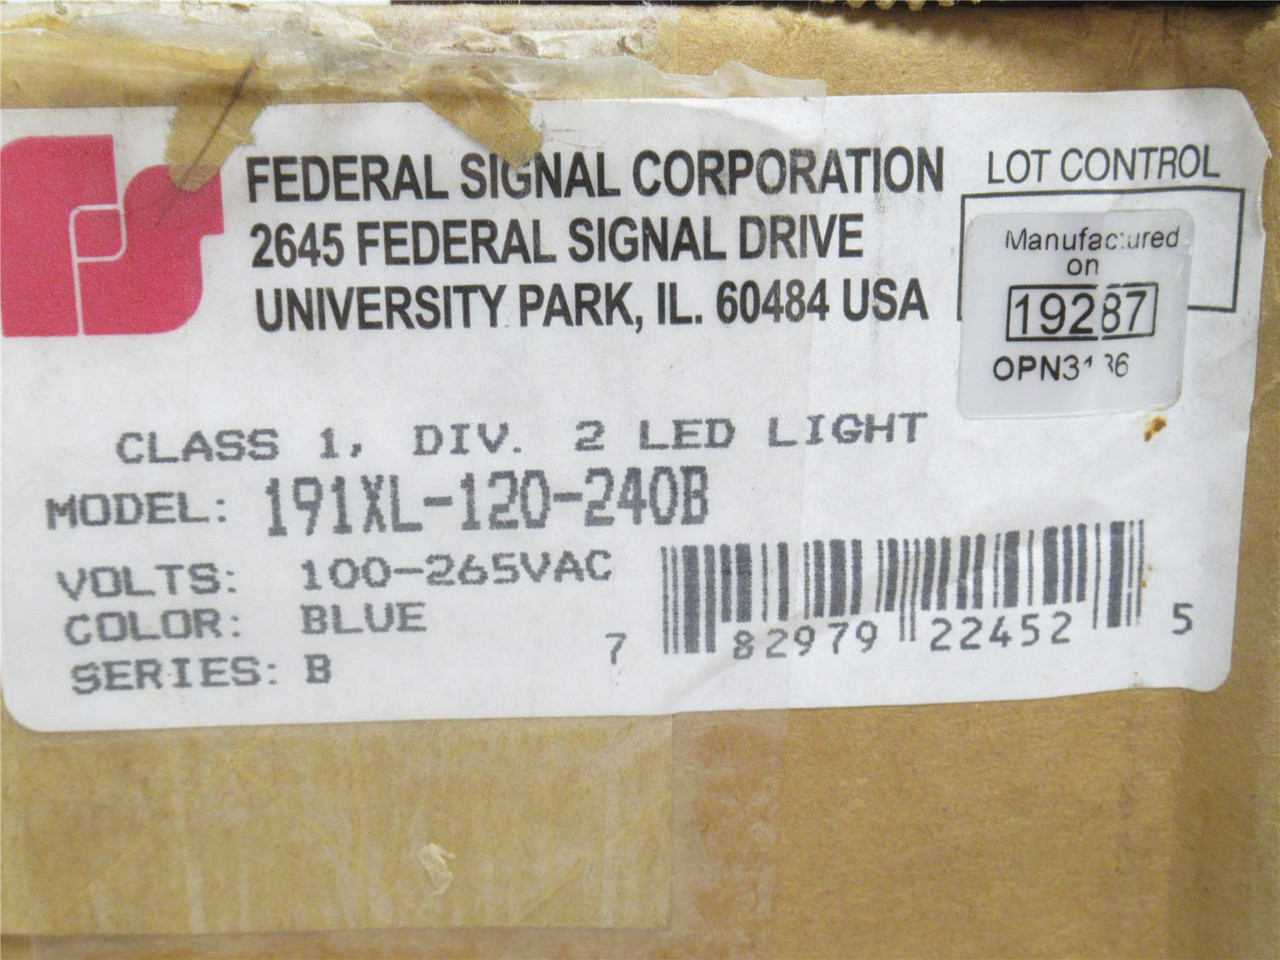 FEDERAL SIGNAL CORPORATION
2645 FEDERAL SIGNAL DRIVE
UNIVERSITY PARK, IL. 60484 USA
LOT CONTROL
Manufactured
on
19287
CLASS 1, DIV. 2 LED LIGHT
MODEL: 191XL-120-240B
VOLTS: 100-265VAC
COLOR: BLUE
SERIES: B
7 82979 22452 5